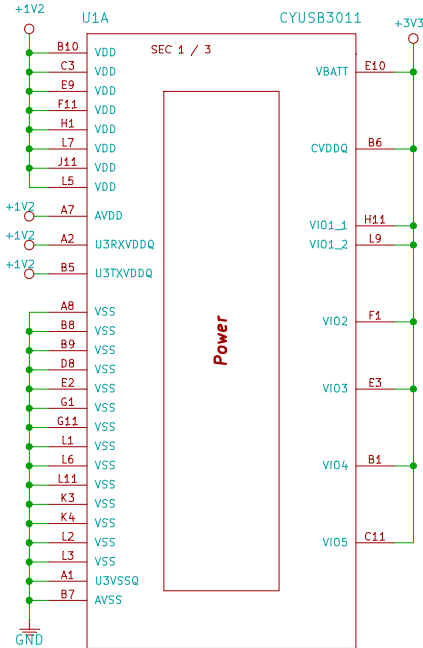 +1V2 U1A CYUSB3011 +3V3
SEC 1 / 3
B10 VDD
C3 VDD
VBATT E10
E9 VDD
F11 VDD
H1 VDD
L7 VDD
CVDDQ B6
J11 VDD
L5 VDD
+1V2 A7 AVDD
VIO1_1 H11
+1V2 A2 U3RXVDDQ
VIO1_2 L9
+1V2 B5 U3TXVDDQ
A8 VSS
VIO2 F1
B8 VSS
B9 VSS
Power
D8 VSS
E2 VSS
VIO3 E3
G1 VSS
G11 VSS
L1 VSS
L6 VSS
VIO4 B1
L11 VSS
K3 VSS
K4 VSS
L2 VSS
VIO5 C11
L3 VSS
A1 U3VSSQ
B7 AVSS
GND